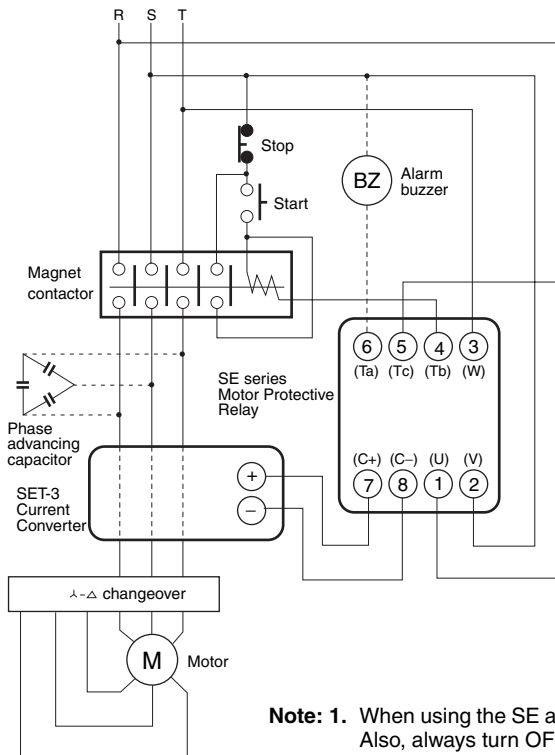 R S T
Stop
BZ
Alarm
buzzer
Start
Magnet
contactor
6 5 4 3
(Ta) (Tc) (Tb) (W)
SE series
Motor Protective
Relay
Phase
advancing
capacitor
(C+) (C−) (U) (V)
7 8 1 2
SET-3
Current
Converter
+
−
⅄-△ changeover
M
Motor
Note: 1. When using the SE a
Also, always turn OF